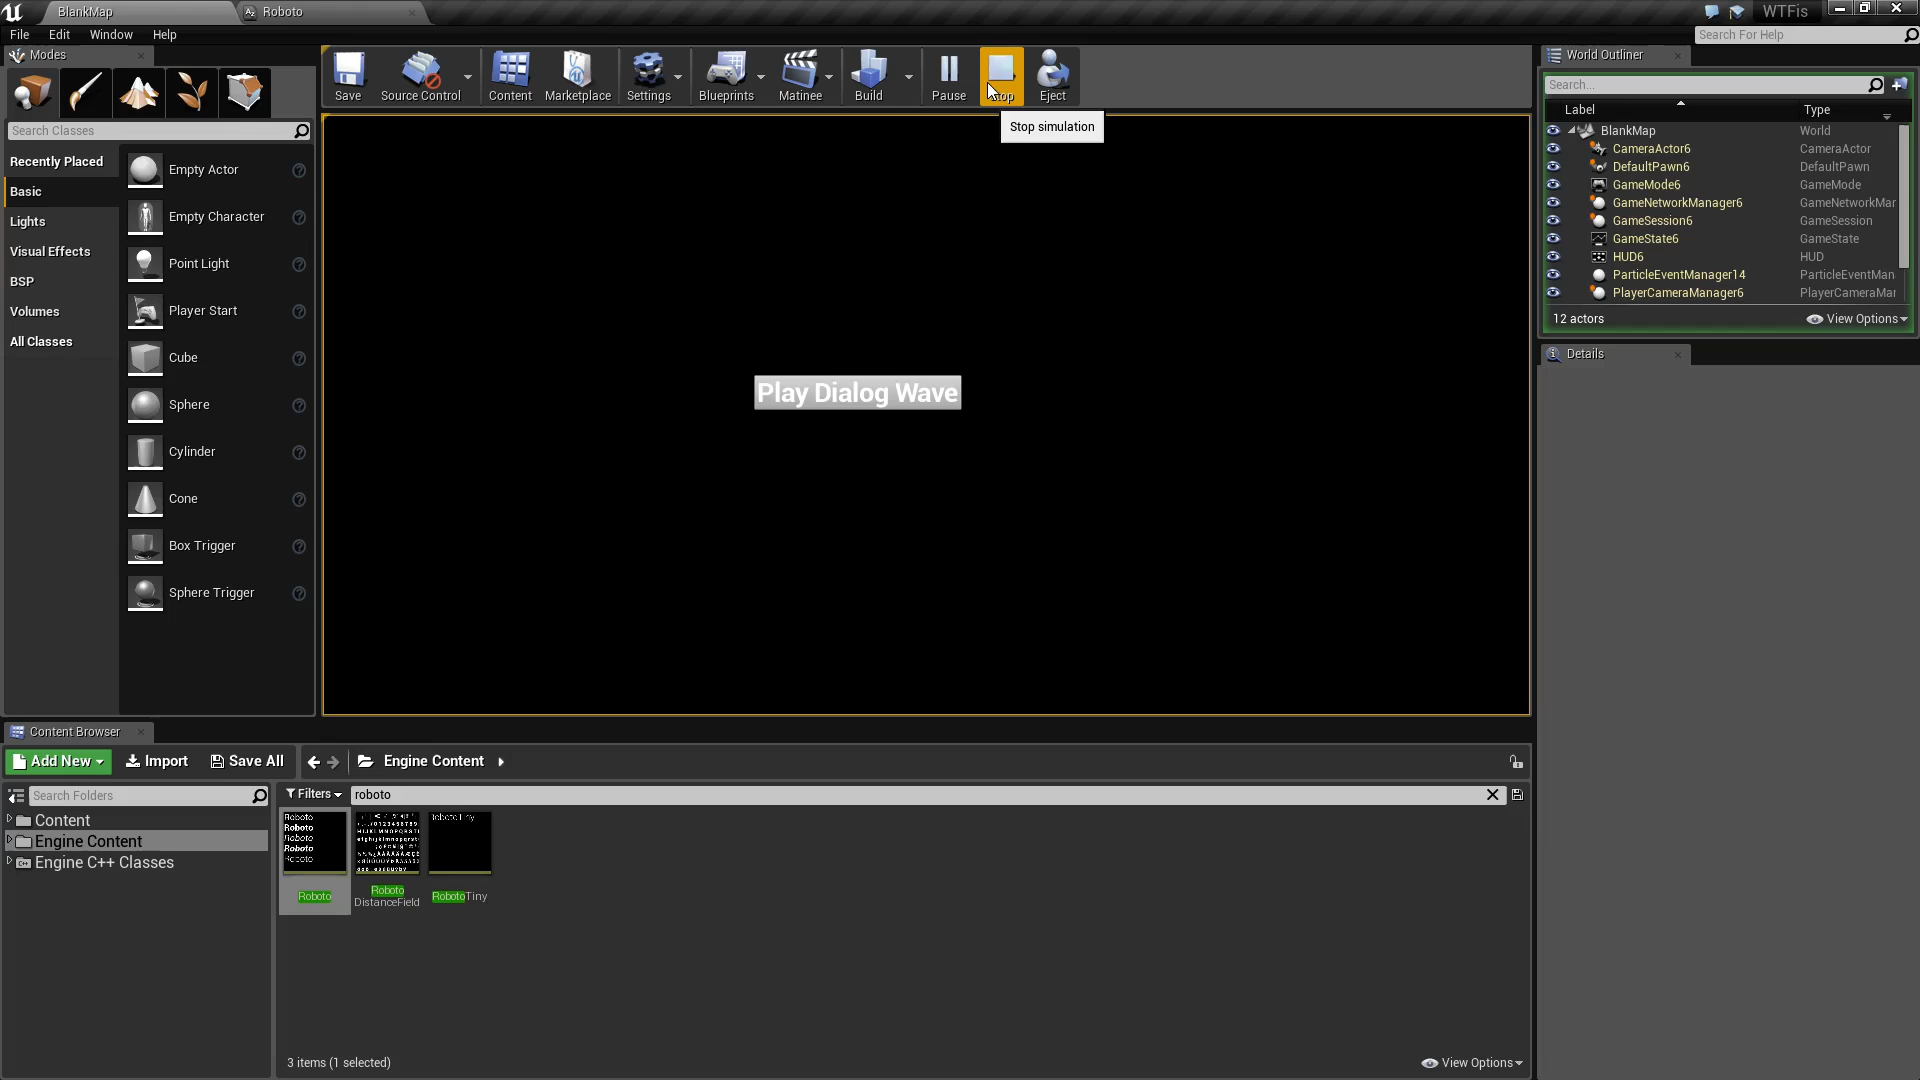 BlankMap
Roboto
WTFis
File Edit Window Help
Search For Help
Modes
Save
Source Control
Content
Marketplace
Settings
Blueprints
Matinee
Build
Pause
Eject
Stop simulation
World Outliner
Search...
Label Type
BlankMap World
CameraActor6 CameraActor
DefaultPawn6 DefaultPawn
GameMode6 GameMode
GameNetworkManager6 GameNetworkMar
GameSession6 GameSession
GameState6 GameState
HUD6 HUD
ParticleEventManager14 ParticleEventMan
PlayerCameraManager6 PlayerCameraMar
12 actors View Options
Details
Search Classes
Recently Placed
Basic
Lights
Visual Effects
BSP
Volumes
All Classes
Empty Actor
Empty Character
Point Light
Player Start
Cube
Sphere
Cylinder
Cone
Box Trigger
Sphere Trigger
Play Dialog Wave
Content Browser
Add New Import Save All Engine Content
Search Folders
Content
Engine Content
Engine C++ Classes
Filters roboto
Roboto
Roboto
Roboto
Roboto
Roboto
Roboto
Roboto
DistanceField
RobotoTiny
3 items (1 selected)
View Options